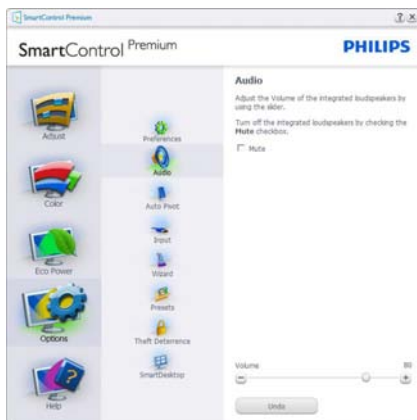 SmartControl Premium
SmartControl Premium
PHILIPS
Adjust
Color
Eco Power
Options
Help
Preferences
Audio
Auto Pivot
Input
Wizard
Presets
Theft Deterrence
SmartDesktop
Audio
Adjust the Volume of the integrated loudspeakers by
using the slider.
Turn off the integrated loudspeakers by checking the
Mute checkbox.
Mute
Volume
Undo